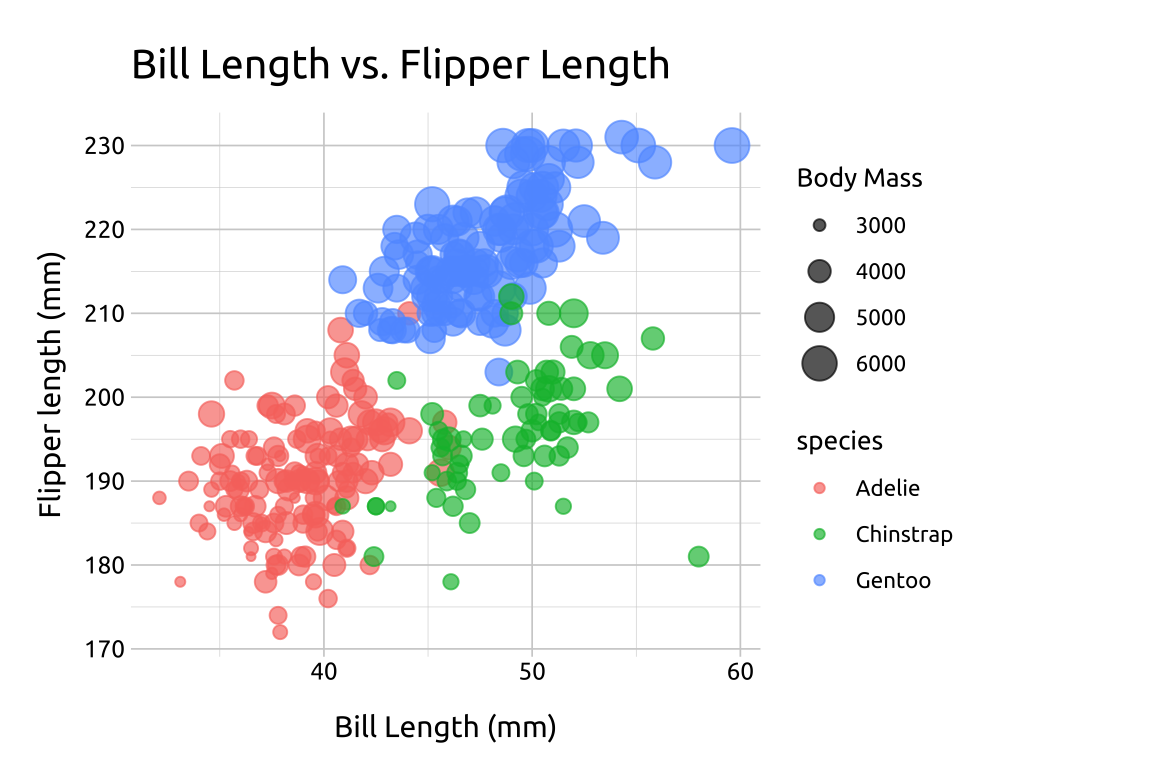 Bill Length vs. Flipper Length
Flipper length (mm)
230
220
210
200
190
180
170
40 50 60
Bill Length (mm)
Body Mass
3000
4000
5000
6000
species
Adelie
Chinstrap
Gentoo